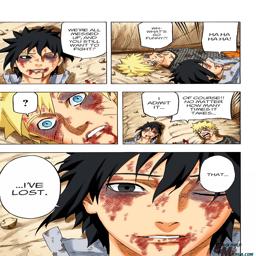 HA HA
HA HA!
WH-
WHAT'S
SO
FUNNY?
WE'RE ALL
MESSED
UP, AND YOU
STILL WANT
TO
FIGHT?
OF COURSE!!
NO MATTER
HOW MANY
TIMES IT
TAKES...
I
ADMIT
IT...
?
THAT...
...I'VE
LOST.